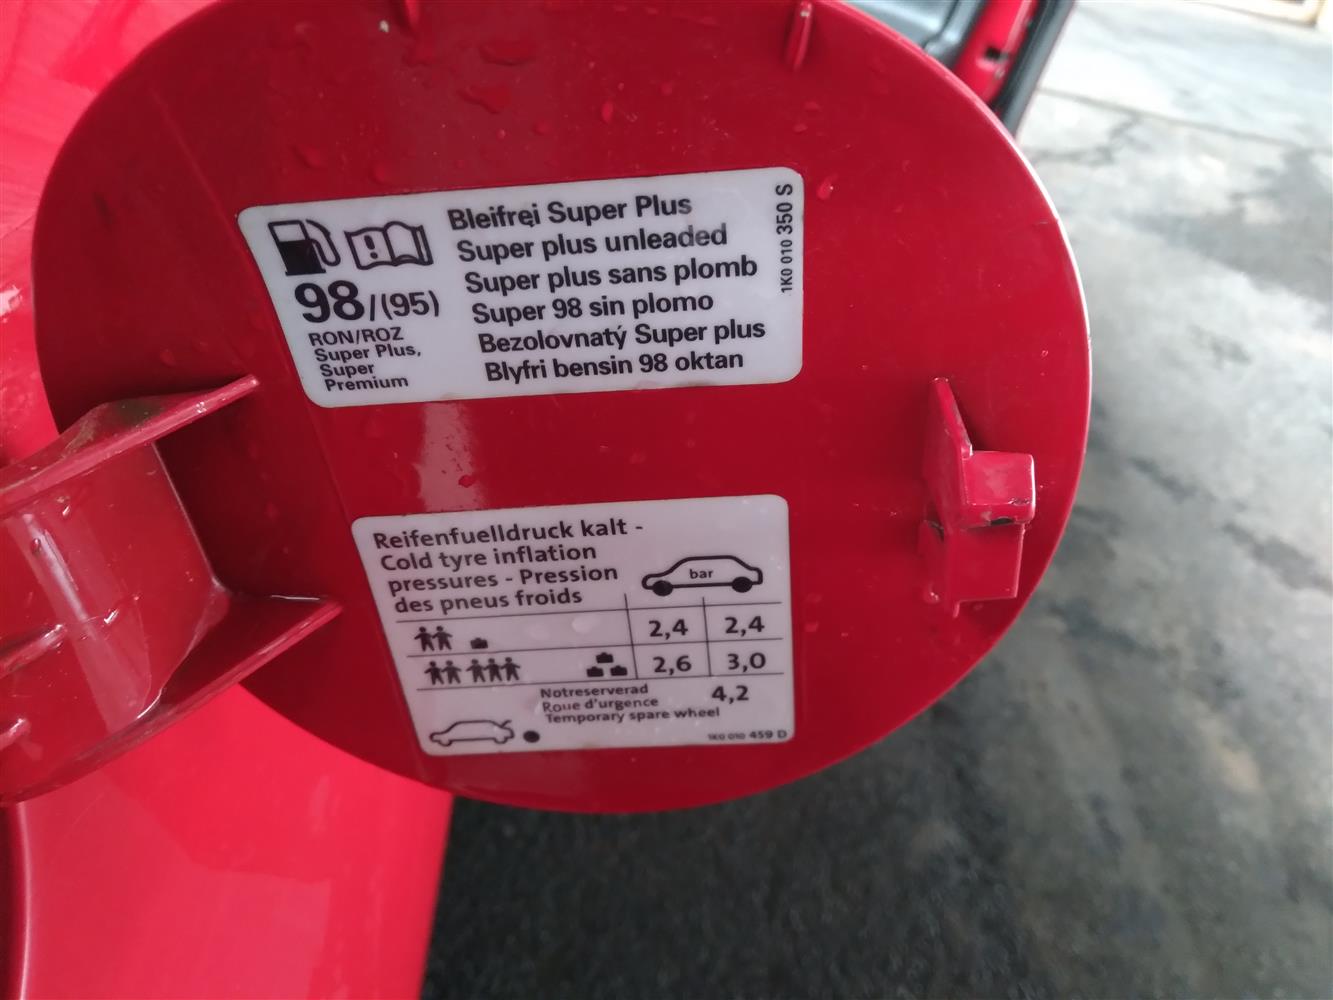 Bleifrei Super Plus
Super plus unleaded
Super plus sans plomb
Super 98 sin plomo
Bezolovnatý Super plus
Blyfri bensin 98 oktan
98/(95)
RON/ROZ
Super Plus,
Super
Premium
1K0 010 350 S
Reifenfuelldruck kalt -
Cold tyre inflation
pressures - Pression
des pneus froids
bar
2,4 2,4
2,6 3,0
Notreserverad
Roue d'urgence
Temporary spare wheel
4,2
1K0 010 459 D